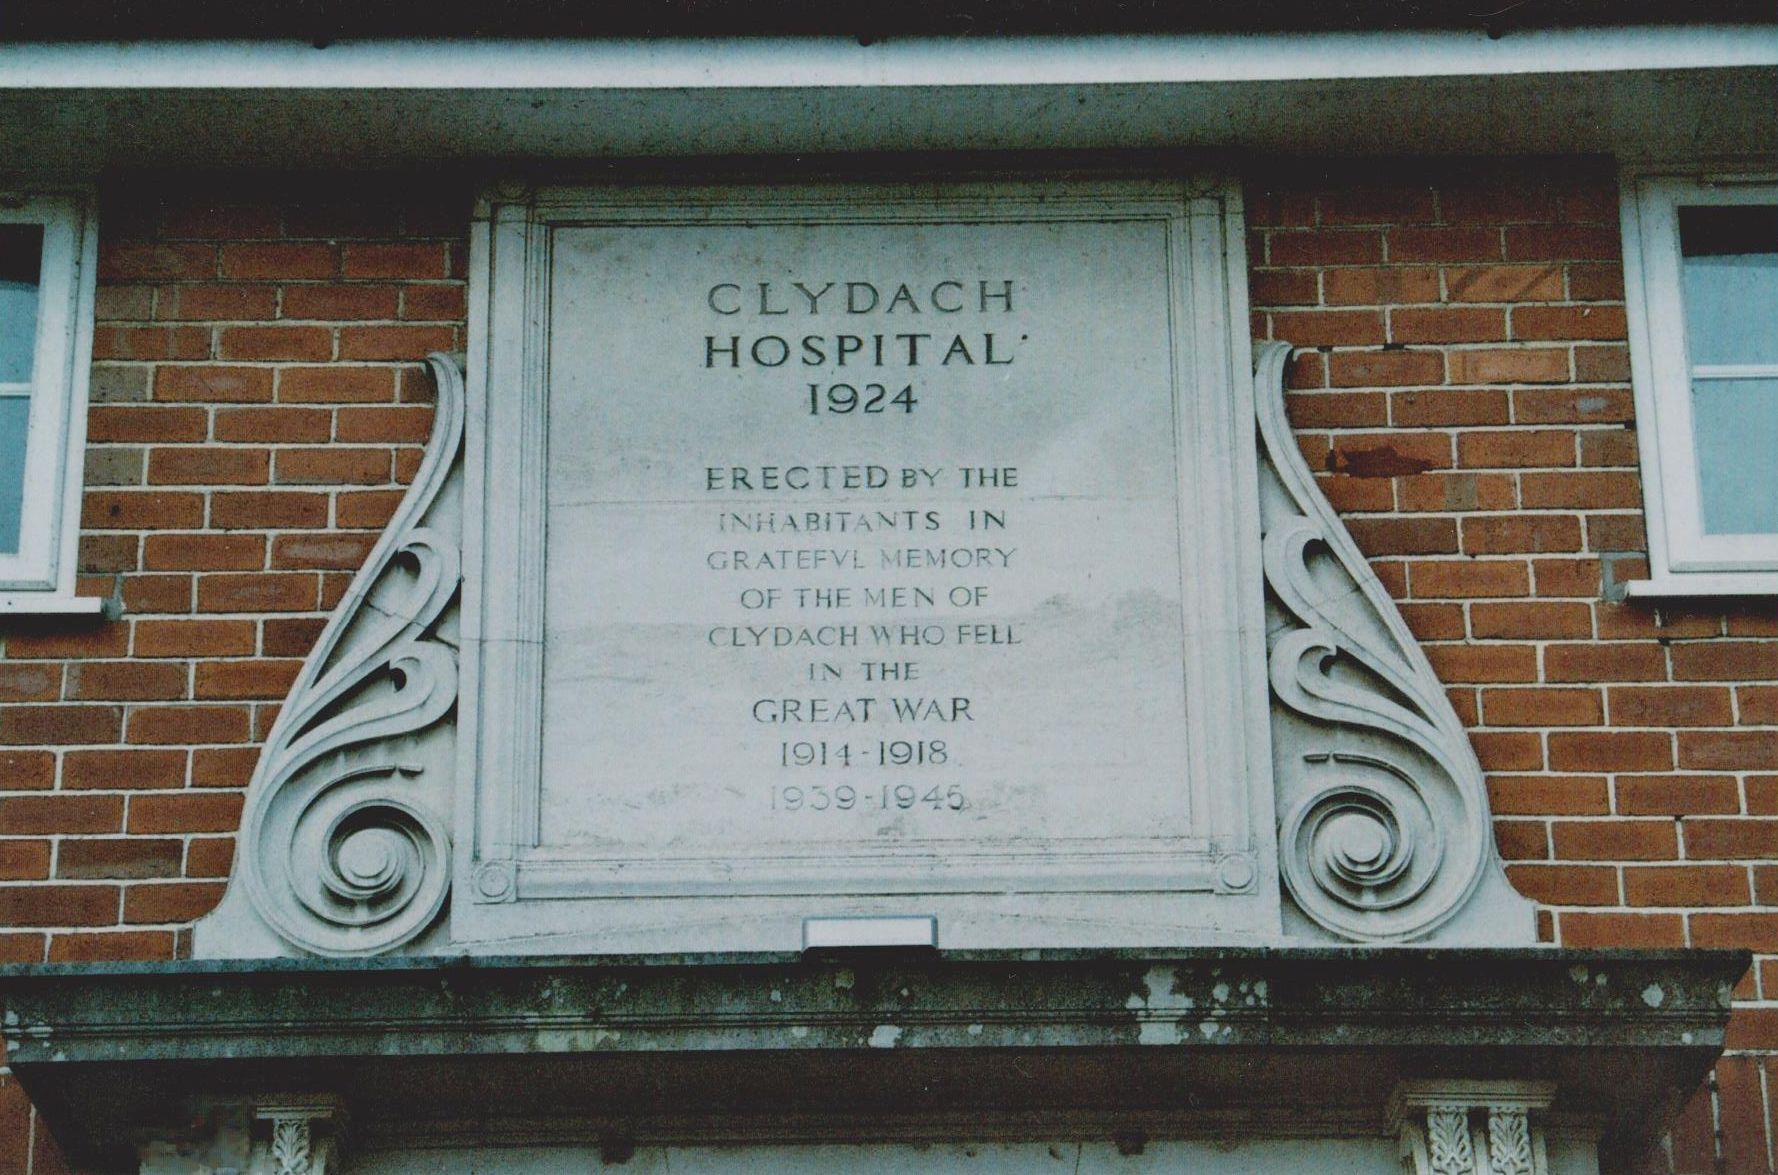 CLYDACH
HOSPITAL
1924
ERECTED BY THE
INHABITANTS IN
GRATEFVL MEMORY
OF THE MEN OF
CLYDACH WHO FELL
IN THE
GREAT WAR
1914-1918
1939-1945